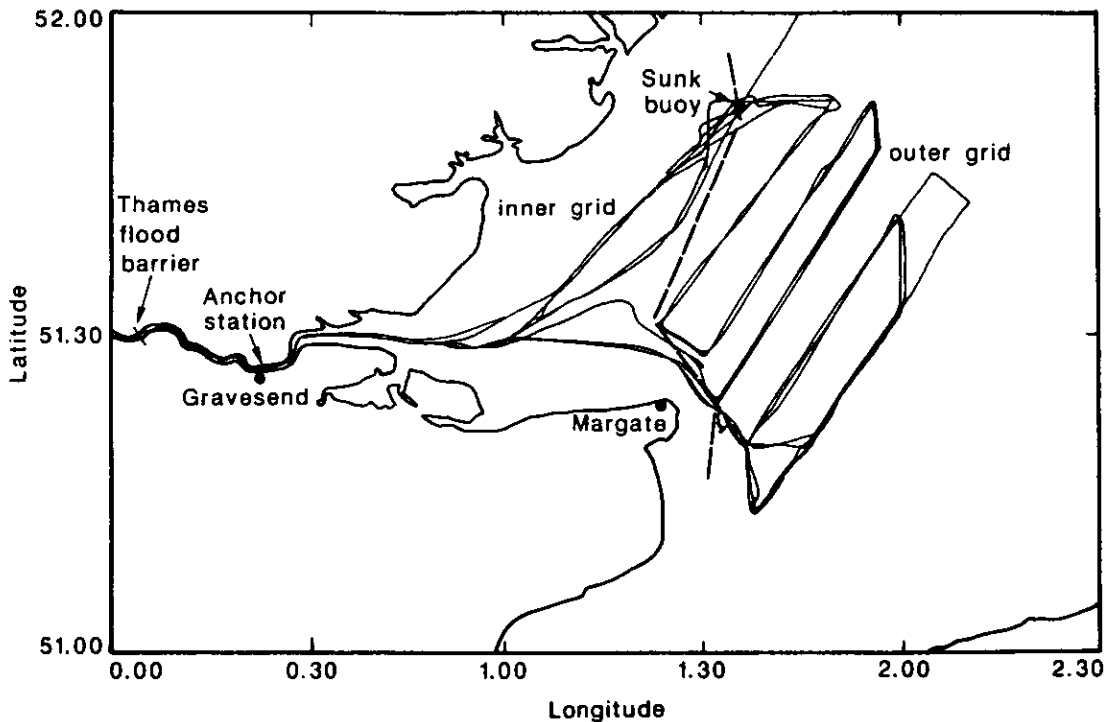 52.00
Sunk
buoy
outer grid
Thames
flood
barrier
inner grid
Anchor
station
Latitude
51.30
Gravesend
Margate
51.00
0.00
0.30
1.00
1.30
2.00
2.30
Longitude